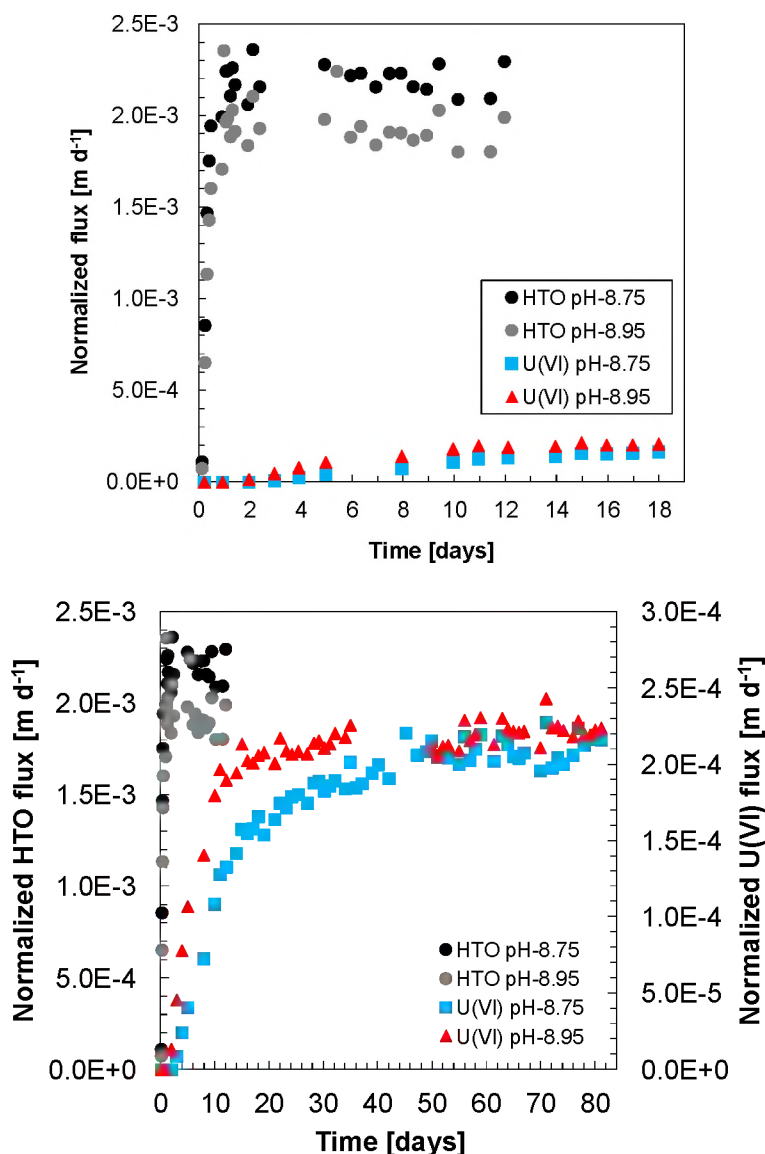 Normalized flux [m d⁻¹]
2.5E-3
2.0E-3
1.5E-3
1.0E-3
5.0E-4
0.0E+0
HTO pH-8.75
HTO pH-8.95
U(VI) pH-8.75
U(VI) pH-8.95
0 2 4 6 8 10 12 14 16 18
Time [days]
Normalized HTO flux [m d⁻¹]
2.5E-3
2.0E-3
1.5E-3
1.0E-3
5.0E-4
0.0E+0
HTO pH-8.75
HTO pH-8.95
U(VI) pH-8.75
U(VI) pH-8.95
3.0E-4
2.5E-4
2.0E-4
1.5E-4
1.0E-4
5.0E-5
0.0E+0
Normalized U(VI) flux [m d⁻¹]
0 10 20 30 40 50 60 70 80
Time [days]